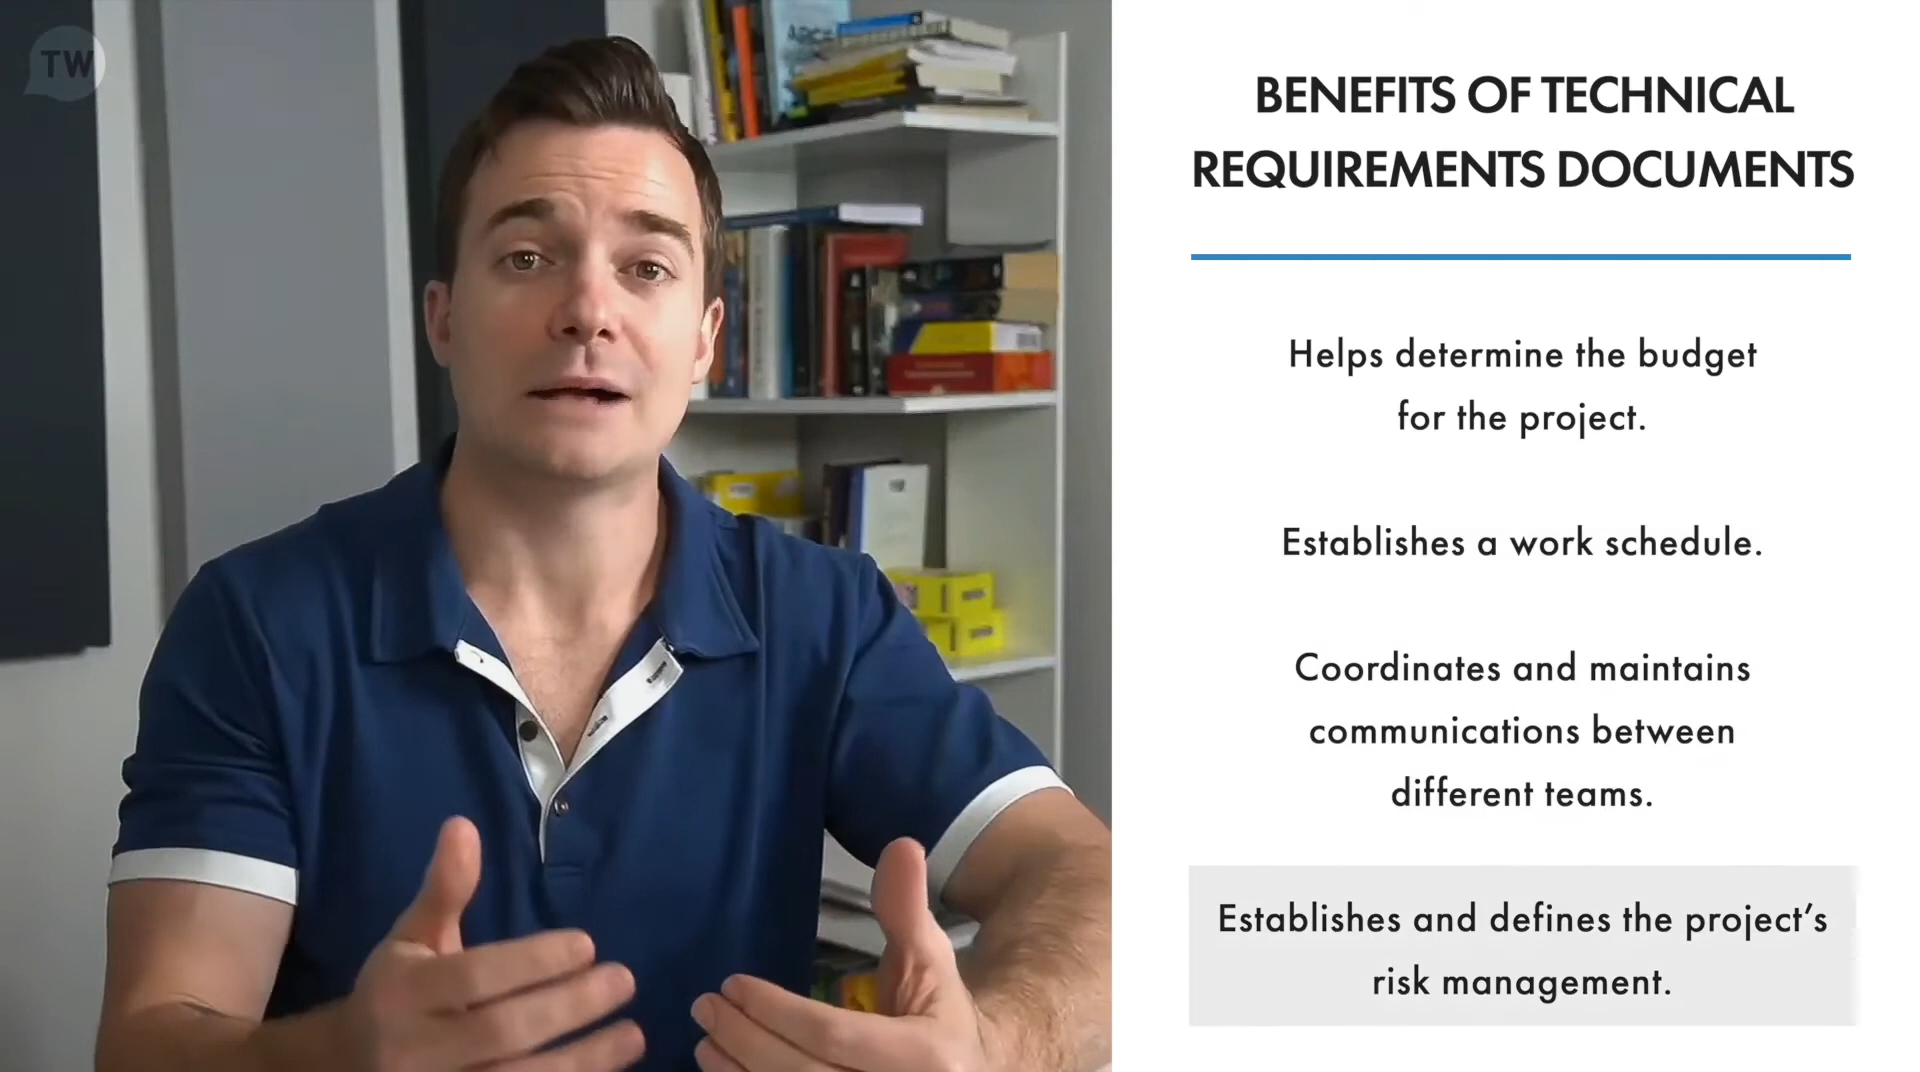 TW
BENEFITS OF TECHNICAL
REQUIREMENTS DOCUMENTS
Helps determine the budget
for the project.
Establishes a work schedule.
Coordinates and maintains
communications between
different teams.
Establishes and defines the project’s
risk management.